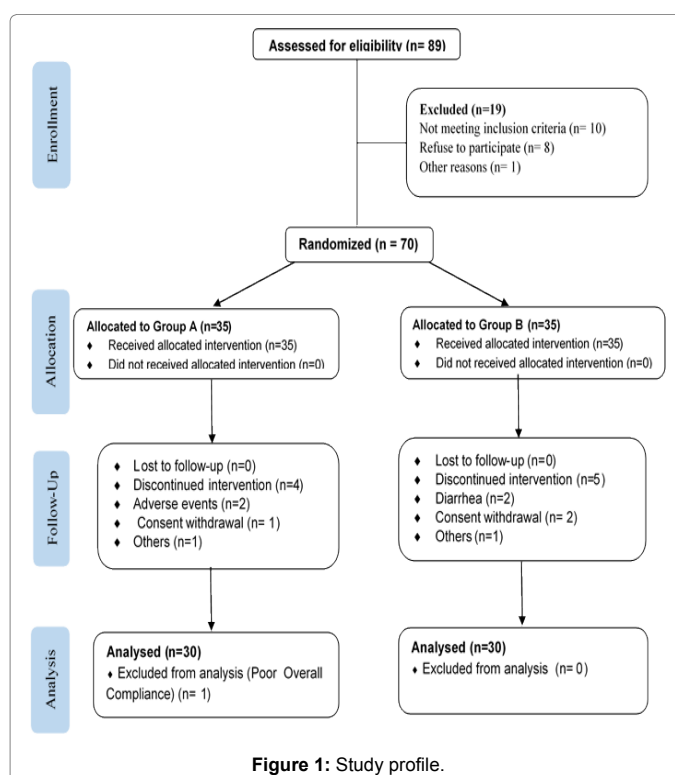 Assessed for eligibility (n= 89)
Enrollment
Excluded (n=19)
Not meeting inclusion criteria (n= 10)
Refuse to participate (n= 8)
Other reasons (n= 1)
Randomized (n = 70)
Allocation
Allocated to Group A (n=35)
♦ Received allocated intervention (n=35)
♦ Did not received allocated intervention (n=0)
Allocated to Group B (n=35)
♦ Received allocated intervention (n=35)
♦ Did not received allocated intervention (n=0)
Follow-Up
♦ Lost to follow-up (n=0)
♦ Discontinued intervention (n=4)
♦ Adverse events (n=2)
♦ Consent withdrawal (n= 1)
♦ Others (n=1)
♦ Lost to follow-up (n=0)
♦ Discontinued intervention (n=5)
♦ Diarrhea (n=2)
♦ Consent withdrawal (n= 2)
♦ Others (n=1)
Analysis
Analysed (n=30)
♦ Excluded from analysis (Poor Overall
Compliance) (n= 1)
Analysed (n=30)
♦ Excluded from analysis (n= 0)
Figure 1: Study profile.